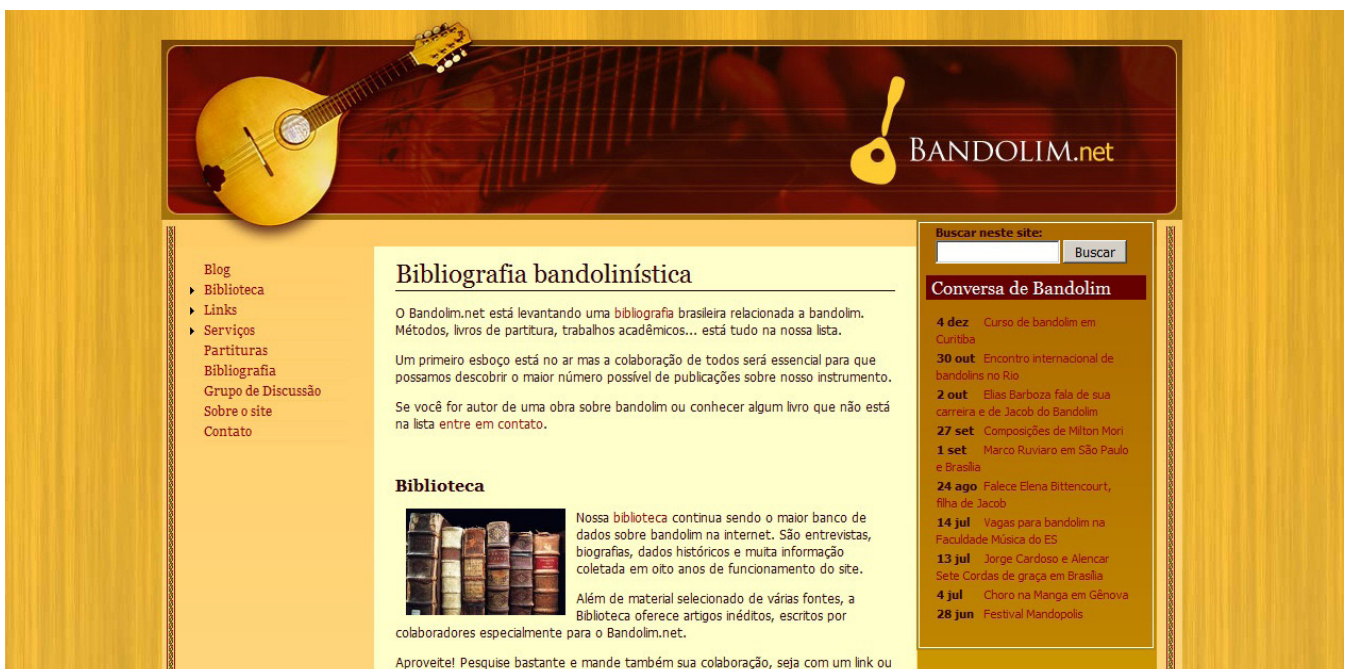 BANDOLIM.net
Blog
Biblioteca
Links
Serviços
Partituras
Bibliografia
Grupo de Discussão
Sobre o site
Contato
Bibliografia bandolinística
O Bandolim.net está levantando uma bibliografia brasileira relacionada a bandolim.
Métodos, livros de partitura, trabalhos acadêmicos... está tudo na nossa lista.
Um primeiro esboço está no ar mas a colaboração de todos será essencial para que
possamos descobrir o maior número possível de publicações sobre nosso instrumento.
Se você for autor de uma obra sobre bandolim ou conhecer algum livro que não está
na lista entre em contato.
Biblioteca
Nossa biblioteca continua sendo o maior banco de
dados sobre bandolim na internet. São entrevistas,
biografias, dados históricos e muita informação
coletada em oito anos de funcionamento do site.
Além de material selecionado de várias fontes, a
Biblioteca oferece artigos inéditos, escritos por
colaboradores especialmente para o Bandolim.net.
Aproveite! Pesquise bastante e mande também sua colaboração, seja com um link ou
Buscar neste site:
Buscar
Conversa de Bandolim
4 dez Curso de bandolim em
Curitiba
30 out Encontro internacional de
bandolins no Rio
2 out Elias Barboza fala de sua
carreira e de Jacob do Bandolim
27 set Composições de Milton Mori
1 set Marco Ruviaro em São Paulo
e Brasília
24 ago Falece Elena Bittencourt,
filha de Jacob
14 jul Vagas para bandolim na
Faculdade Música do ES
13 jul Jorge Cardoso e Alencar
Sete Cordas de graça em Brasília
4 jul Choro na Manga em Gênova
28 jun Festival Mandopolis